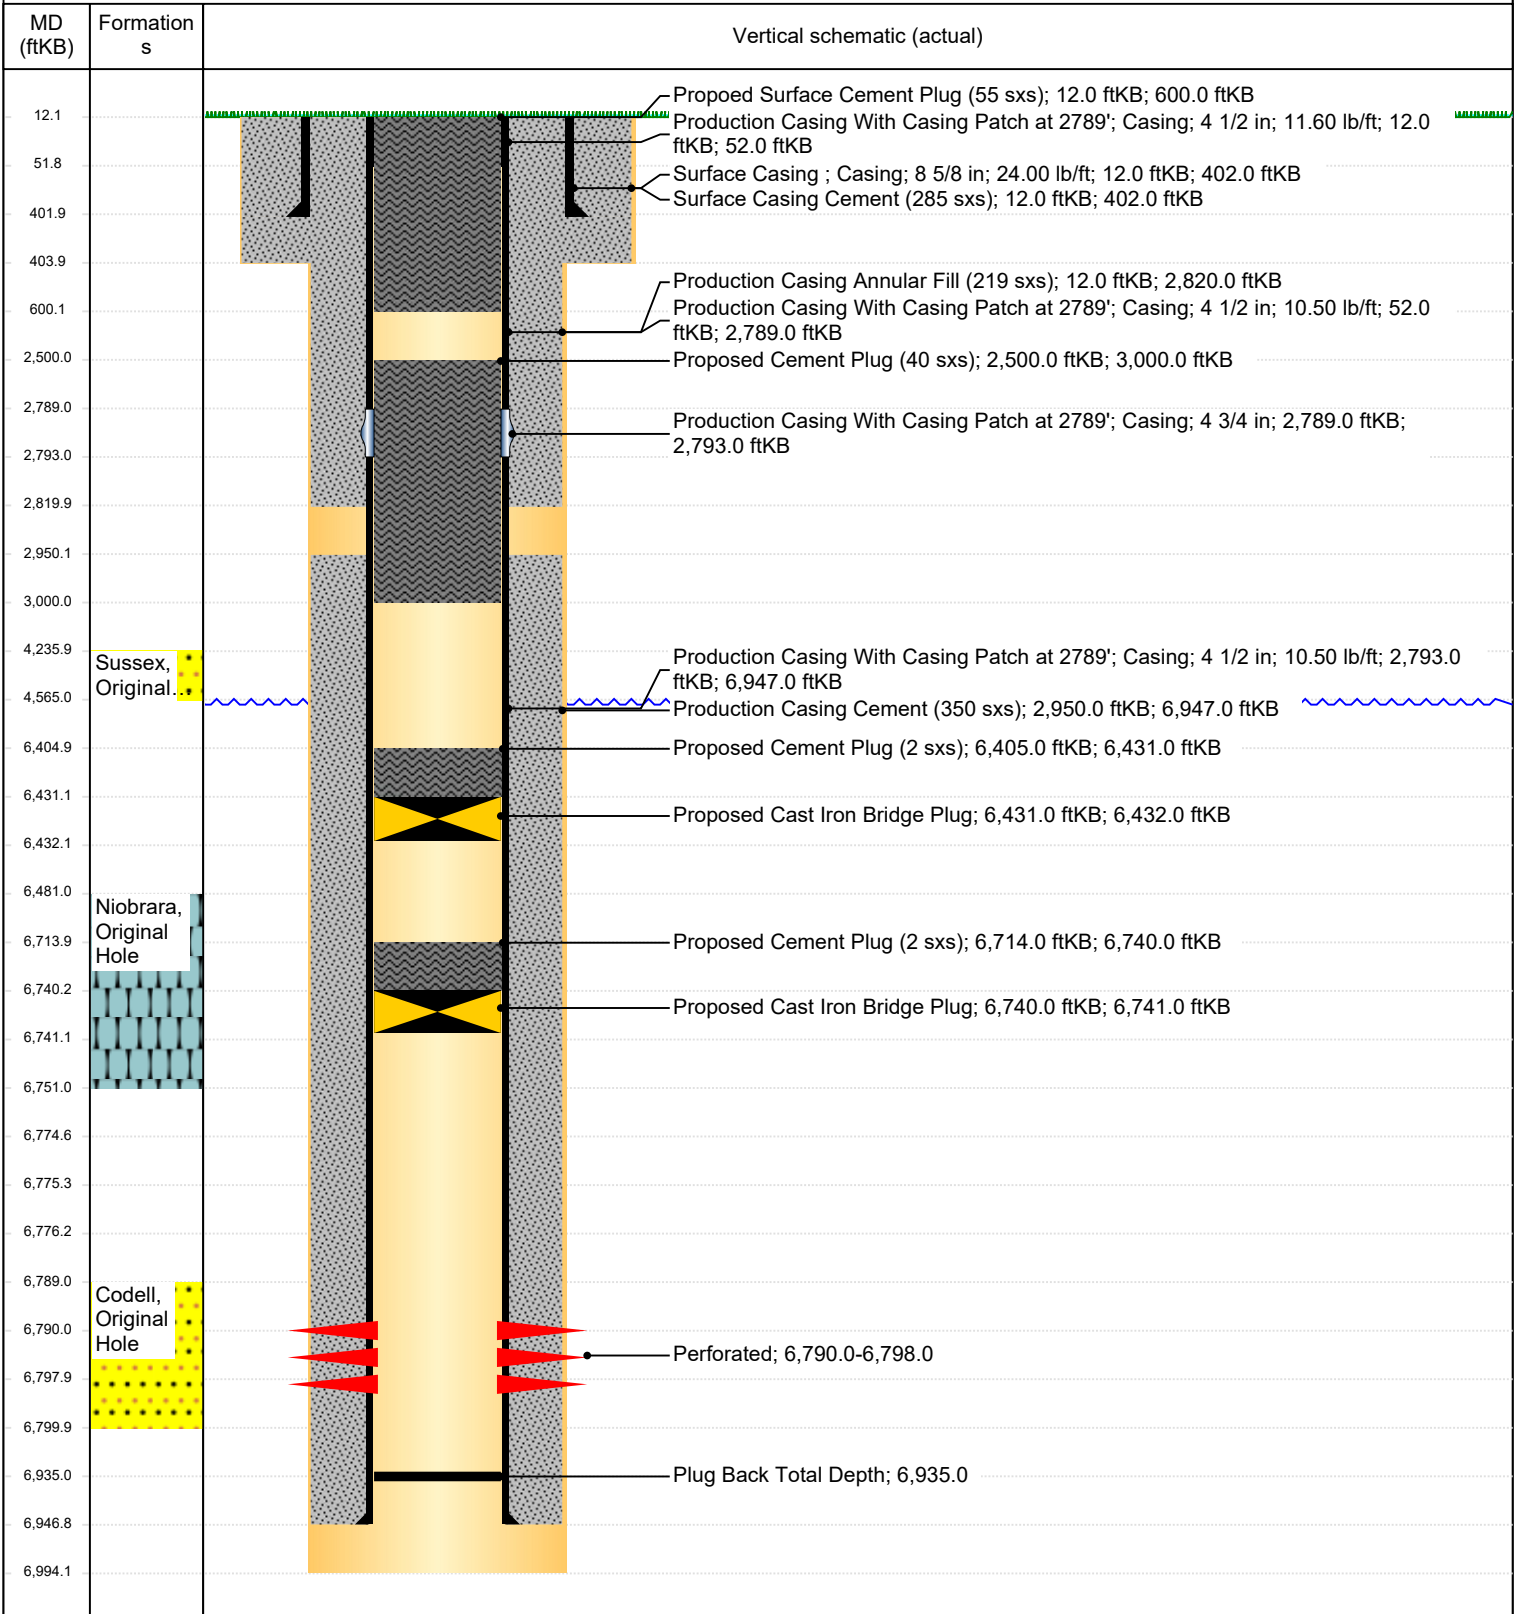 MD
(ftKB)
Formation
s
Vertical schematic (actual)
12.1
51.8
401.9
403.9
600.1
2,500.0
2,789.0
2,793.0
2,819.9
2,950.1
3,000.0
4,235.9
4,565.0
6,404.9
6,431.1
6,432.1
6,481.0
6,713.9
6,740.2
6,741.1
6,751.0
6,774.6
6,775.3
6,776.2
6,789.0
6,790.0
6,797.9
6,799.9
6,935.0
6,946.8
6,994.1
Sussex,
Original...
Niobrara,
Original
Hole
Codell,
Original
Hole
Propoed Surface Cement Plug (55 sxs); 12.0 ftKB; 600.0 ftKB
Production Casing With Casing Patch at 2789'; Casing; 4 1/2 in; 11.60 lb/ft; 12.0
ftKB; 52.0 ftKB
Surface Casing ; Casing; 8 5/8 in; 24.00 lb/ft; 12.0 ftKB; 402.0 ftKB
Surface Casing Cement (285 sxs); 12.0 ftKB; 402.0 ftKB
Production Casing Annular Fill (219 sxs); 12.0 ftKB; 2,820.0 ftKB
Production Casing With Casing Patch at 2789'; Casing; 4 1/2 in; 10.50 lb/ft; 52.0
ftKB; 2,789.0 ftKB
Proposed Cement Plug (40 sxs); 2,500.0 ftKB; 3,000.0 ftKB
Production Casing With Casing Patch at 2789'; Casing; 4 3/4 in; 2,789.0 ftKB;
2,793.0 ftKB
Production Casing With Casing Patch at 2789'; Casing; 4 1/2 in; 10.50 lb/ft; 2,793.0
ftKB; 6,947.0 ftKB
Production Casing Cement (350 sxs); 2,950.0 ftKB; 6,947.0 ftKB
Proposed Cement Plug (2 sxs); 6,405.0 ftKB; 6,431.0 ftKB
Proposed Cast Iron Bridge Plug; 6,431.0 ftKB; 6,432.0 ftKB
Proposed Cement Plug (2 sxs); 6,714.0 ftKB; 6,740.0 ftKB
Proposed Cast Iron Bridge Plug; 6,740.0 ftKB; 6,741.0 ftKB
Perforated; 6,790.0-6,798.0
Plug Back Total Depth; 6,935.0